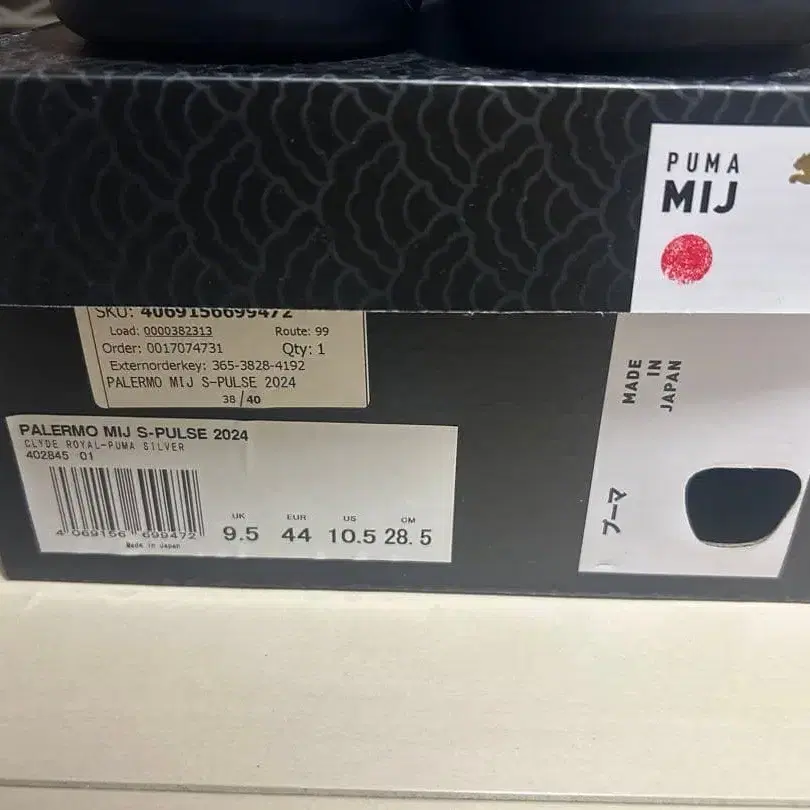 PUMA
MIJ
SKU: 4069156699472
Load: 0000382313 Route: 99
Order: 0017074731 Qty: 1
Externorderkey: 365-3828-4192
PALERMO MIJ S-PULSE 2024
38 / 40
PALERMO MIJ S-PULSE 2024
CLYDE ROYAL-PUMA SILVER
402845 01
4 069156 699472
Made in Japan
UK EUR US CM
9.5 44 10.5 28.5
MADE
IN
JAPAN
プーマ